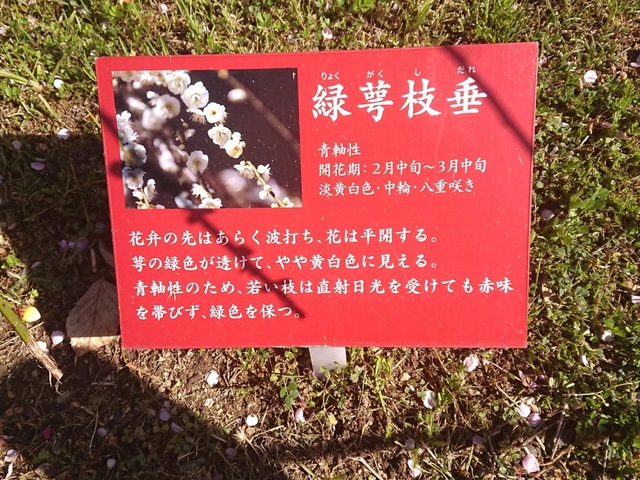 りょくがくしだれ
緑萼枝垂
青軸性
開花期：2月中旬～3月中旬
淡黄白色・中輪・八重咲き
花弁の先はあらく波打ち、花は平開する。
萼の緑色が透けて、やや黄白色に見える。
青軸性のため、若い枝は直射日光を受けても赤味
を帯びず、緑色を保つ。